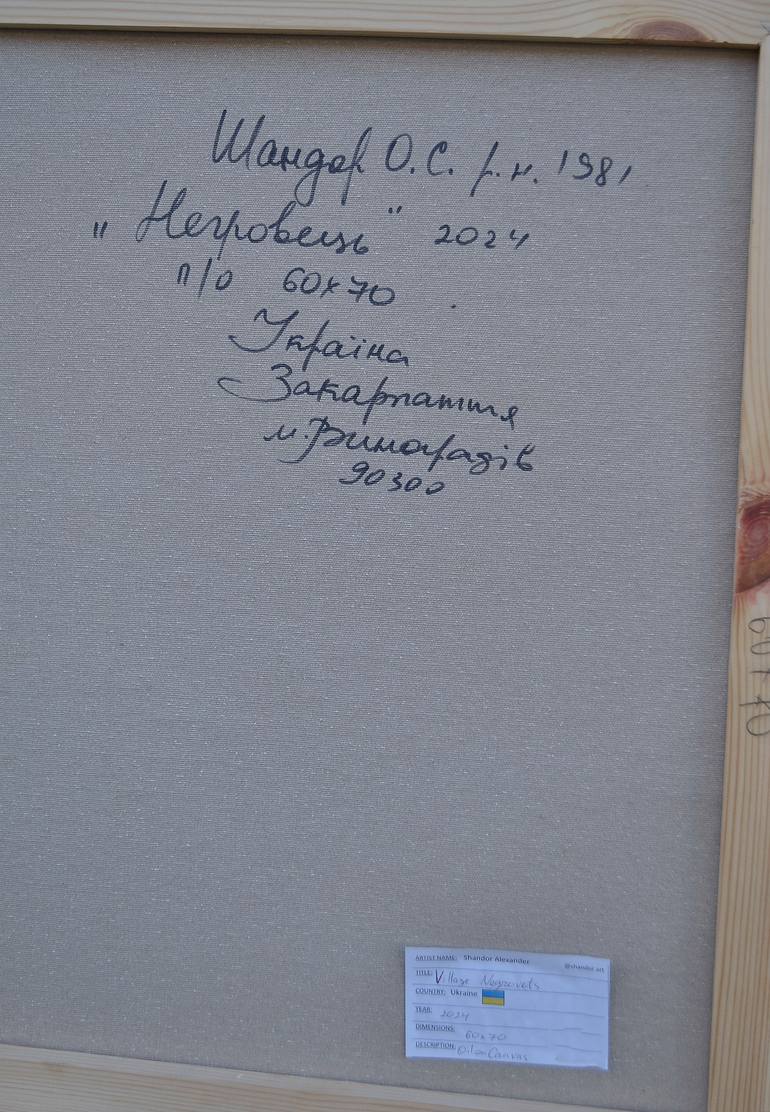 Шандор О.С. р.н. 1981
"Негровець" 2024
п/о 60х70
Україна
Закарпаття
м.Виноградів
90300
60х70
ARTIST NAME: Shandor Alexander @shandor.art
TITLE: Village Negrovets
COUNTRY: Ukraine
YEAR: 2024
DIMENSIONS: 60x70
DESCRIPTION: Oil on Canvas